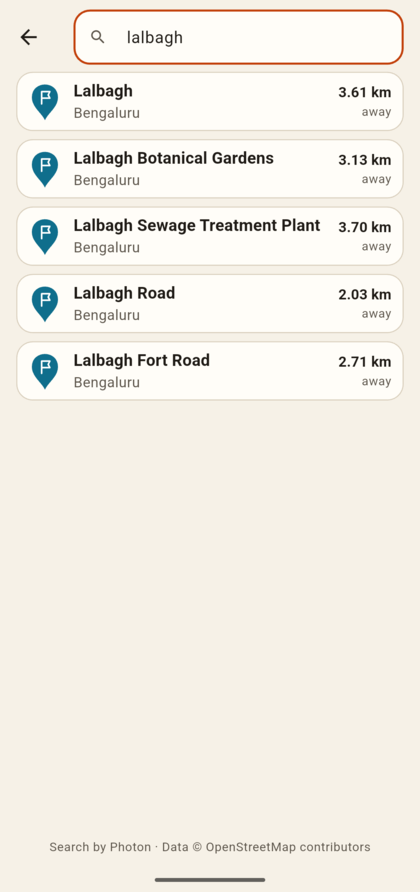 lalbagh
Lalbagh
3.61 km
Bengaluru
away
Lalbagh Botanical Gardens
3.13 km
Bengaluru
away
Lalbagh Sewage Treatment Plant
3.70 km
Bengaluru
away
Lalbagh Road
2.03 km
Bengaluru
away
Lalbagh Fort Road
2.71 km
Bengaluru
away
Search by Photon · Data © OpenStreetMap contributors